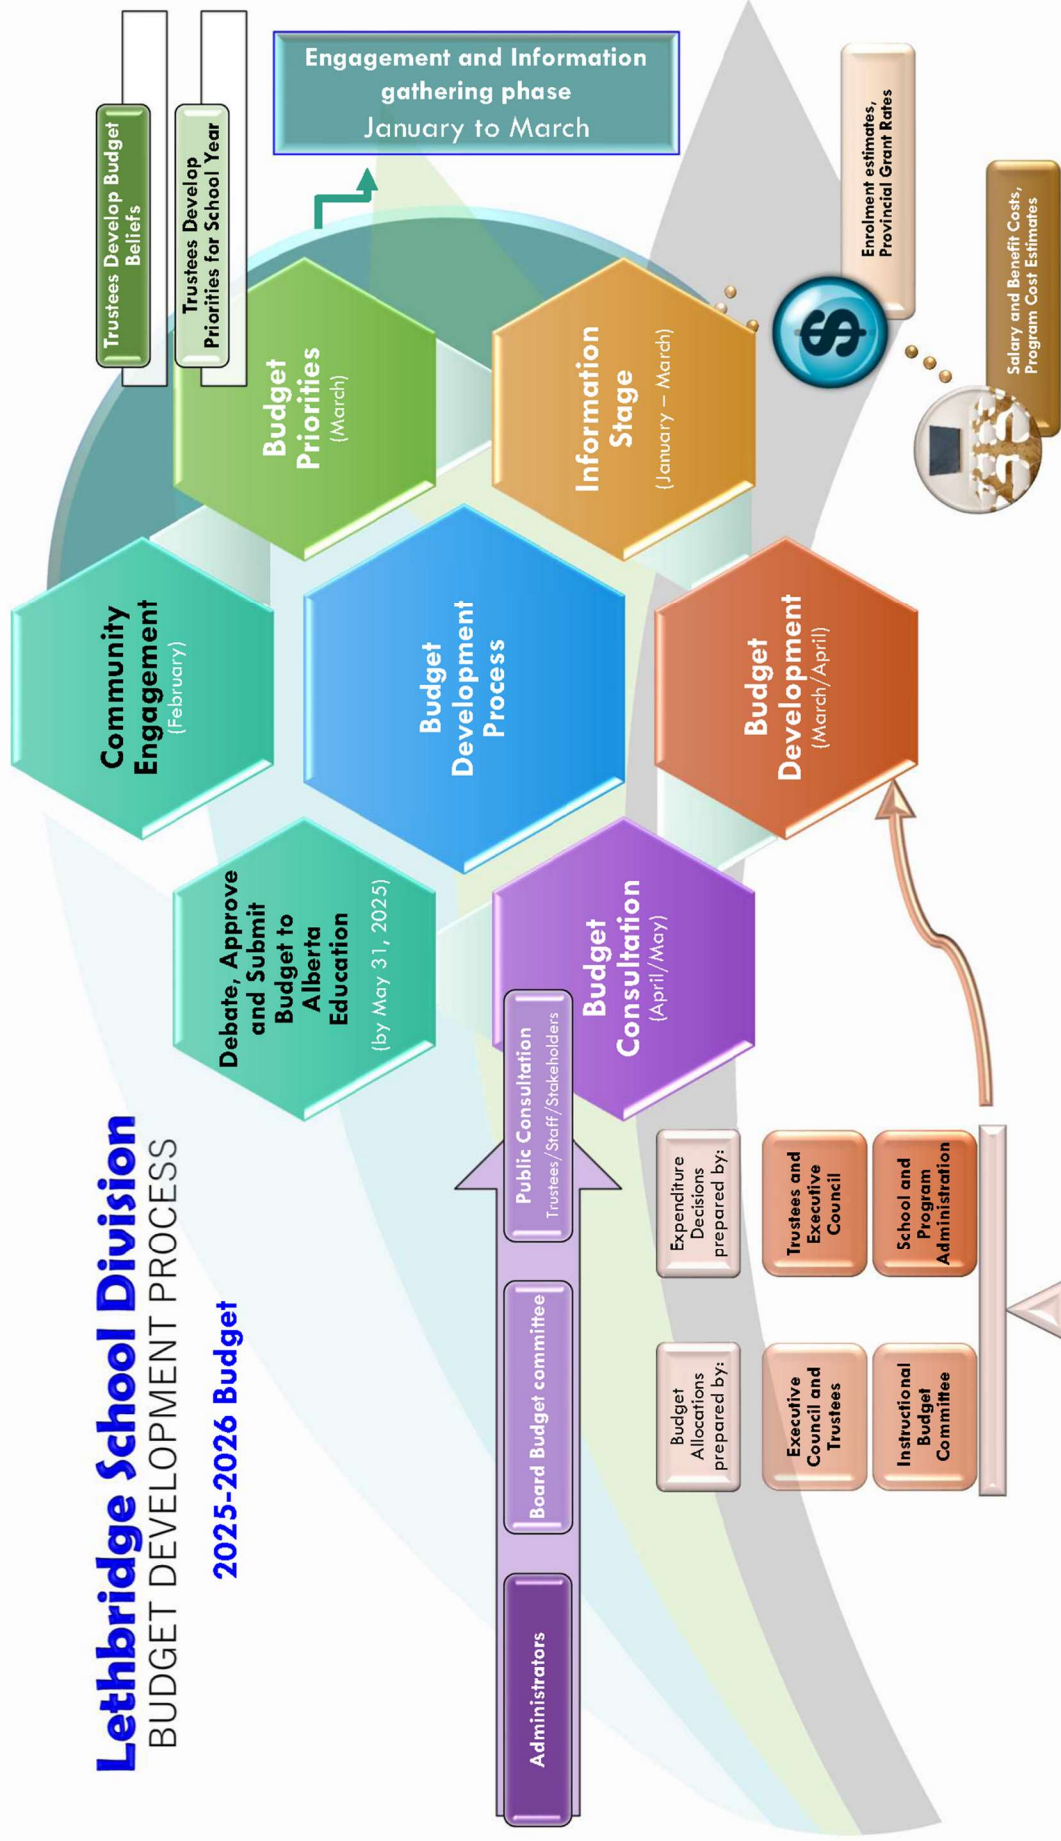 Lethbridge School Division
BUDGET DEVELOPMENT PROCESS
2025-2026 Budget
Community
Engagement
(February)
Trustees Develop Budget
Beliefs
Trustees Develop
Priorities for School Year
Budget
Priorities
(March)
Engagement and Information
gathering phase
January to March
Debate, Approve
and Submit
Budget to
Alberta
Education
(by May 31, 2025)
Budget
Development
Process
Information
Stage
(January – March)
Administrators
Board Budget committee
Public Consultation
Trustees/Staff/Stakeholders
Budget
Consultation
(April/May)
Budget
Development
(March/April)
$
Enrolment estimates,
Provincial Grant Rates
Salary and Benefit Costs,
Program Cost Estimates
Budget
Allocations
prepared by:
Expenditure
Decisions
prepared by:
Executive
Council and
Trustees
Trustees and
Executive
Council
Instructional
Budget
Committee
School and
Program
Administration